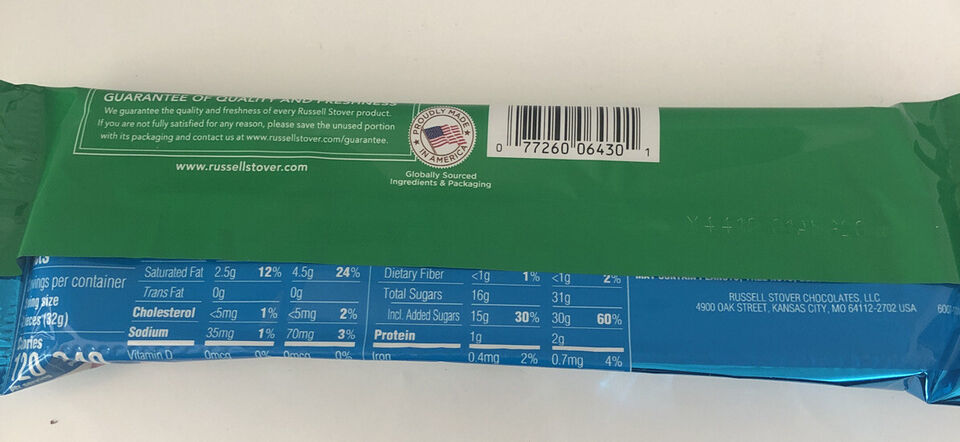 GUARANTEE OF QUALITY AND FRESHNESS
We guarantee the quality and freshness of every Russell Stover product.
If you are not fully satisfied for any reason, please save the unused portion
with its packaging and contact us at www.russellstover.com/guarantee.
www.russellstover.com
PROUDLY MADE
IN AMERICA
Globally Sourced
Ingredients & Packaging
0 77260 06430 1
per container
size
(32g)
Saturated Fat 2.5g 12% 4.5g 24%
Trans Fat 0g 0g
Cholesterol <5mg 1% <5mg 2%
Sodium 35mg 1% 70mg 3%
Vitamin D 0mcg 0% 0mcg 0%
Dietary Fiber <1g 1% <1g 2%
Total Sugars 16g 31g
Incl. Added Sugars 15g 30% 30g 60%
Protein 1g 2g
Iron 0.4mg 2% 0.7mg 4%
RUSSELL STOVER CHOCOLATES, LLC
4900 OAK STREET, KANSAS CITY, MO 64112-2702 USA